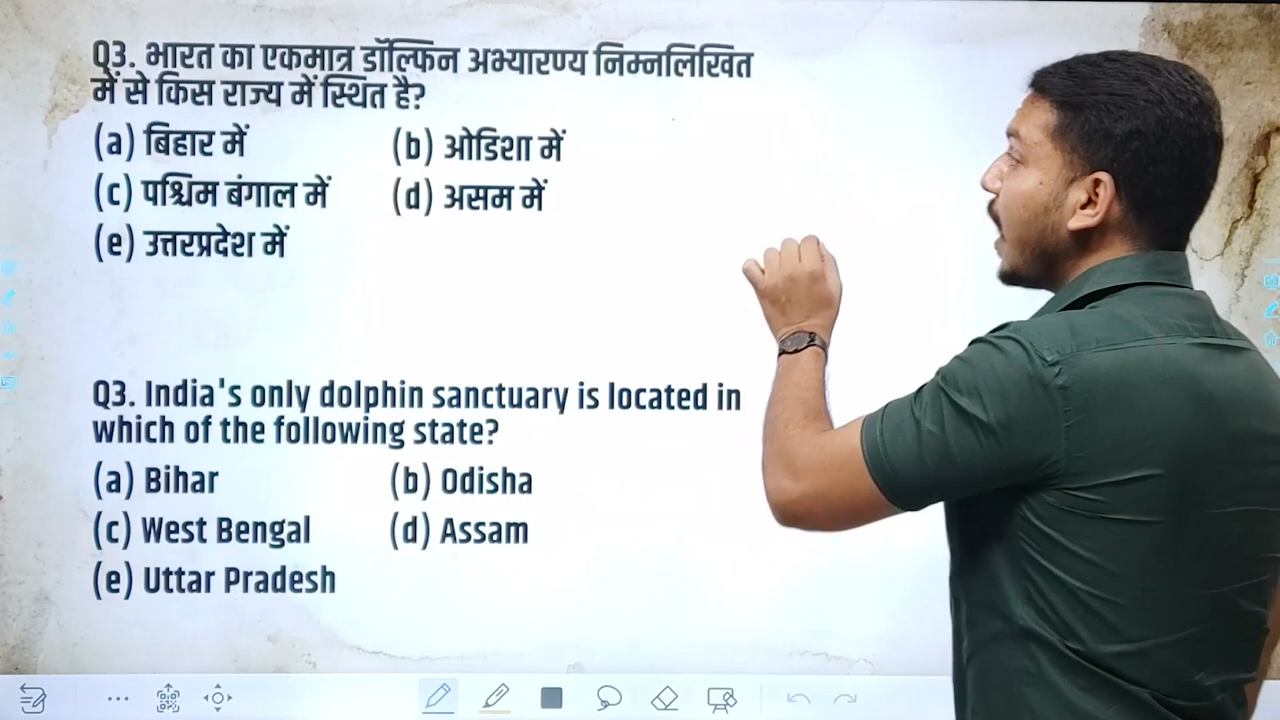 Q3. भारत का एकमात्र डॉल्फिन अभ्यारण्य निम्नलिखित
में से किस राज्य में स्थित है?
(a) बिहार में (b) ओडिशा में
(c) पश्चिम बंगाल में (d) असम में
(e) उत्तरप्रदेश में
Q3. India's only dolphin sanctuary is located in
which of the following state?
(a) Bihar (b) Odisha
(c) West Bengal (d) Assam
(e) Uttar Pradesh